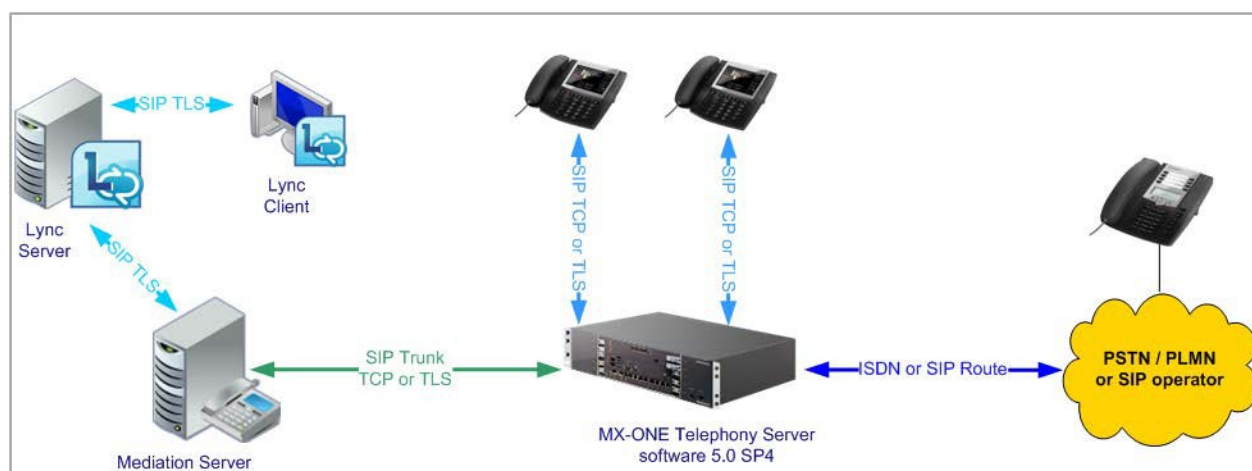 SIP TLS
Lync
Client
Lync
Server
SIP TLS
Mediation Server
SIP Trunk
TCP or TLS
SIP TCP or TLS
SIP TCP or TLS
MX-ONE Telephony Server
software 5.0 SP4
ISDN or SIP Route
PSTN / PLMN
or SIP operator